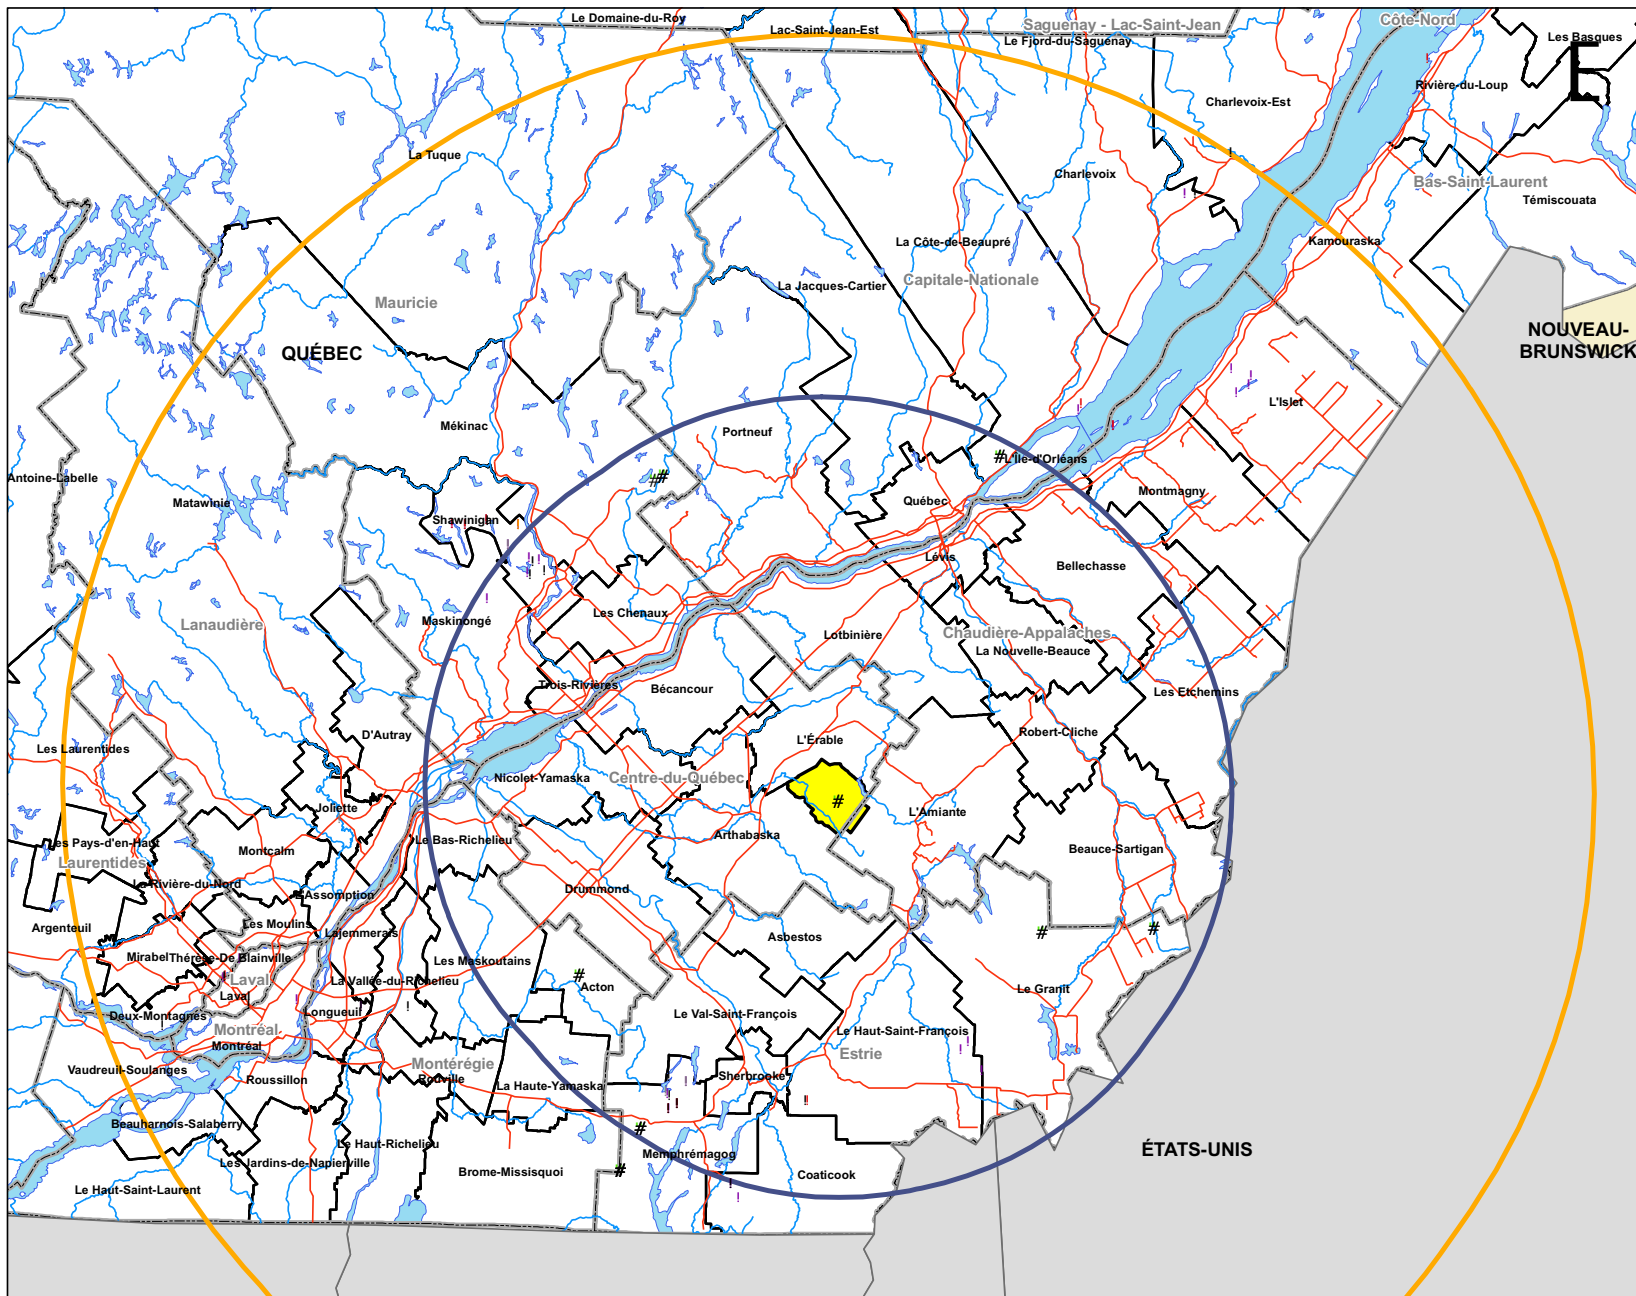 Le Domaine-du-Roy
Lac-Saint-Jean-Est
Saguenay - Lac-Saint-Jean
Le Fjord-du-Saguenay
Côte-Nord
Les Basques
Rivière-du-Loup
Charlevoix-Est
La Tuque
Charlevoix
Bas-Saint-Laurent
Témiscouata
La Côte-de-Beaupré
Kamouraska
Capitale-Nationale
La Jacques-Cartier
Mauricie
QUÉBEC
NOUVEAU-
BRUNSWICK
L'Islet
Mékinac
Portneuf
L'Île-d'Orléans
Antoine-Labelle
Matawinie
Shawinigan
Québec
Montmagny
Lévis
Bellechasse
Les Chenaux
Lanaudière
Maskinongé
Lotbinière
Chaudière-Appalaches
La Nouvelle-Beauce
Trois-Rivières
Bécancour
Les Etchemins
D'Autray
L'Érable
Robert-Cliche
Les Laurentides
Nicolet-Yamaska
Centre-du-Québec
Joliette
L'Amiante
Le Bas-Richelieu
Arthabaska
Les Pays-d'en-Haut
Montcalm
Beauce-Sartigan
Laurentides
La Rivière-du-Nord
L'Assomption
Drummond
Argenteuil
Les Moulins
Lajemmerais
Asbestos
Mirabel
Thérèse-De Blainville
Les Maskoutains
Laval
La Vallée-du-Richelieu
Acton
Le Granit
Laval
Longueuil
Deux-Montagnes
Le Val-Saint-François
Montréal
Le Haut-Saint-François
Montréal
Estrie
Montérégie
Vaudreuil-Soulanges
Roussillon
Rouville
La Haute-Yamaska
Sherbrooke
Beauharnois-Salaberry
Le Haut-Richelieu
Memphrémagog
ÉTATS-UNIS
Les Jardins-de-Napierville
Brome-Missisquoi
Coaticook
Le Haut-Saint-Laurent